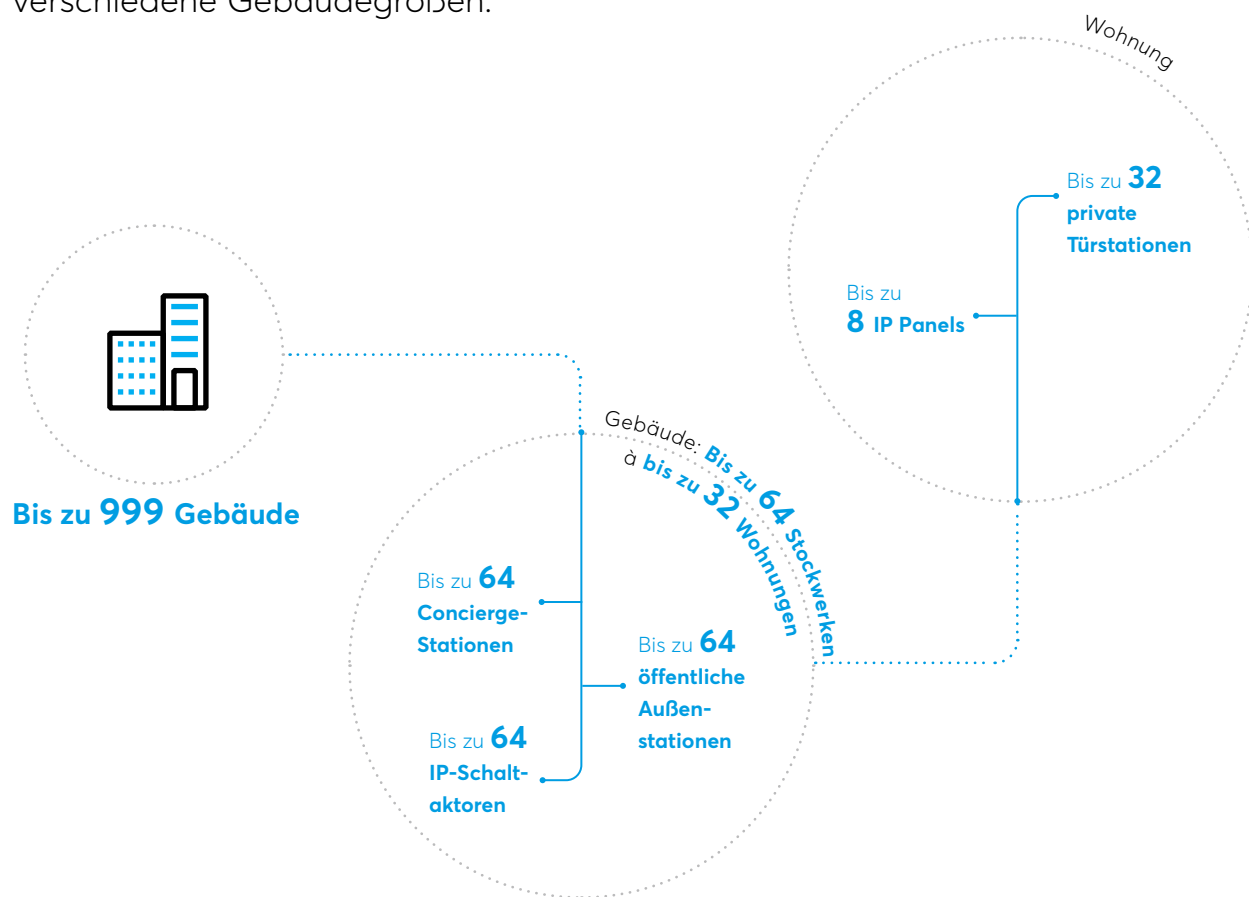 verschiedene Gebäudegrößen.
Wohnung
Bis zu 32
private
Türstationen
Bis zu
8 IP Panels
Bis zu 999 Gebäude
Gebäude: Bis zu 64 Stockwerken
à bis zu 32 Wohnungen
Bis zu 64
Concierge-
Stationen
Bis zu 64
öffentliche
Außen-
stationen
Bis zu 64
IP-Schalt-
aktoren